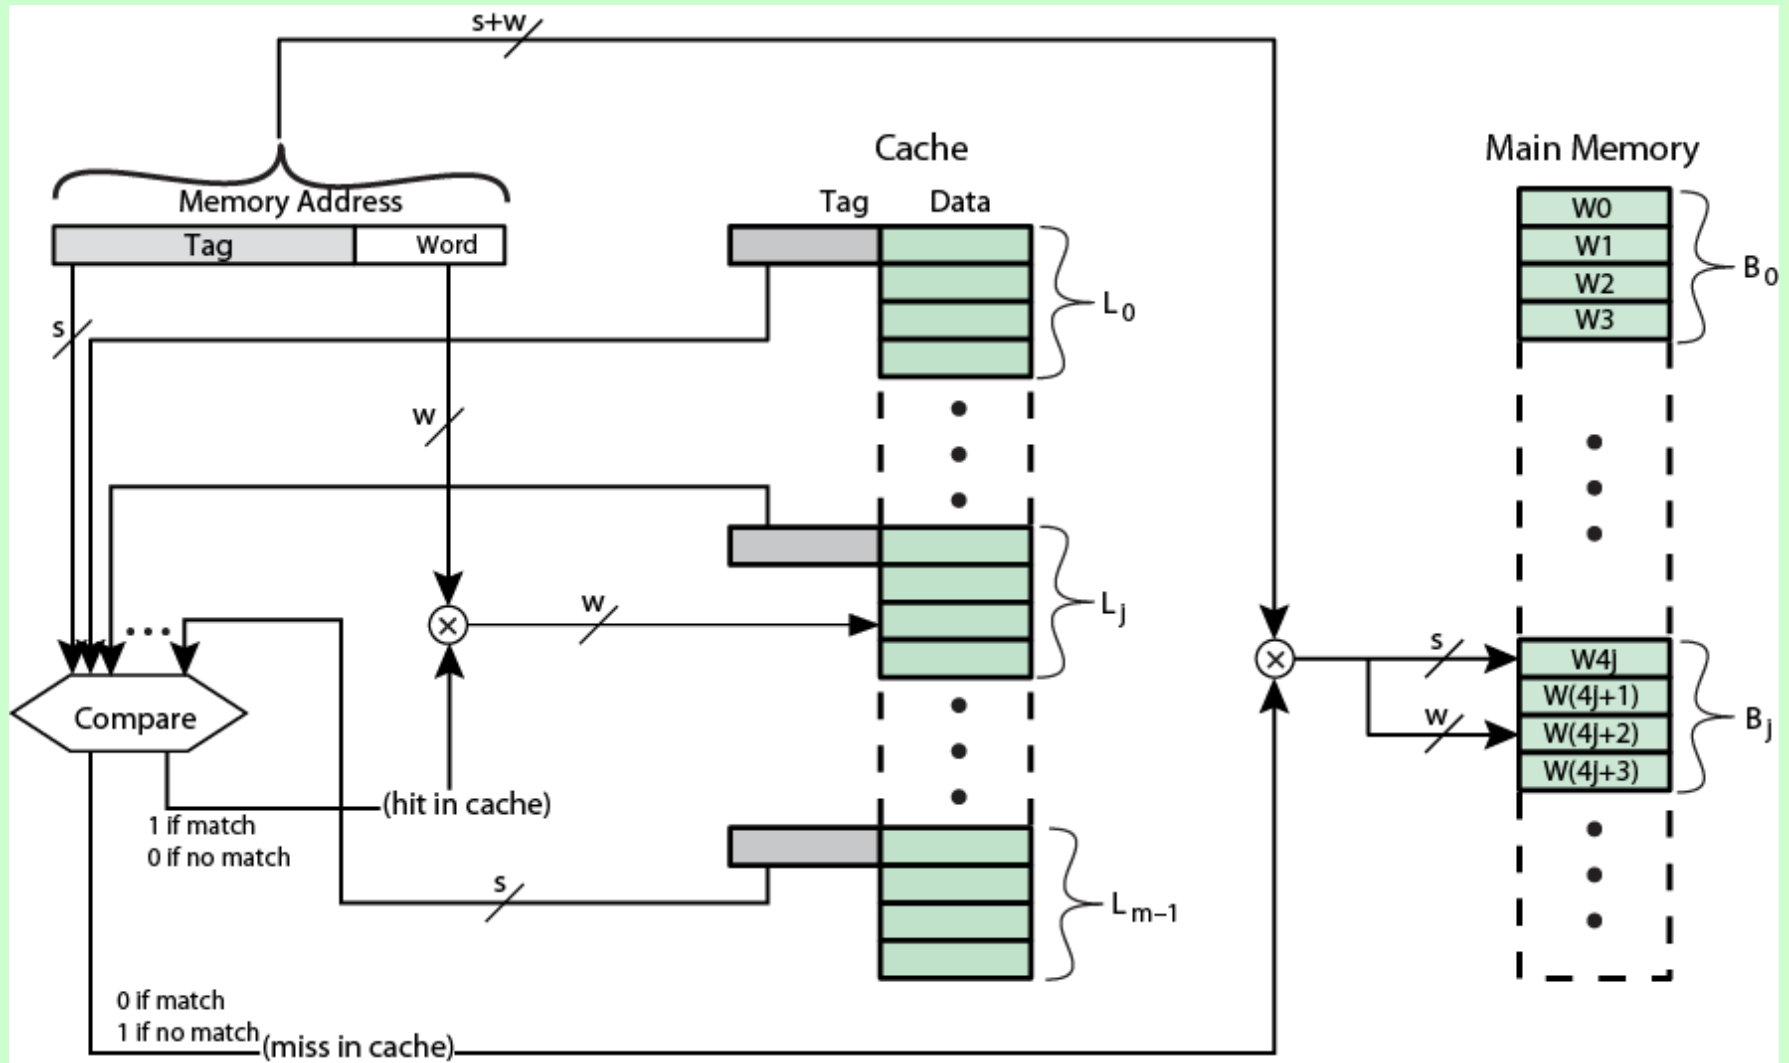 s+w
Cache
Main Memory
Memory Address
Tag Data
Tag Word
W0
W1
W2
W3
B0
L0
s
w
w
Lj
s
W4j
W(4j+1)
w
W(4j+2)
W(4j+3)
Bj
Compare
(hit in cache)
1 if match
0 if no match
s
Lm–1
0 if match
1 if no match
(miss in cache)